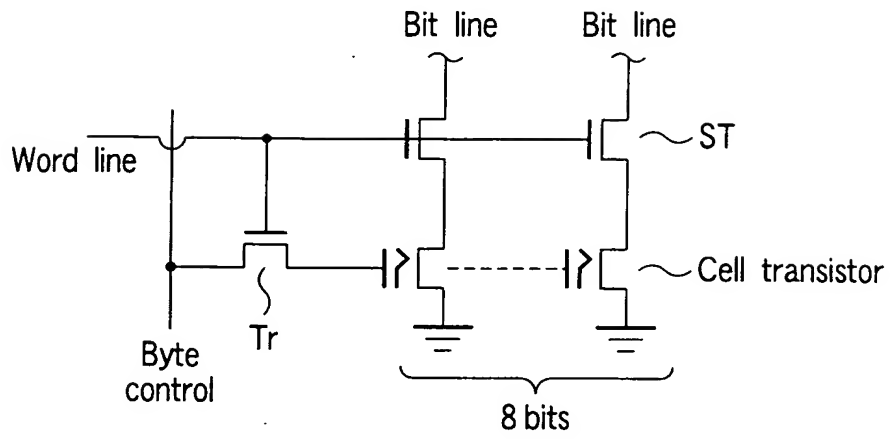 Bit line
Bit line
ST
Word line
Cell transistor
Tr
Byte
control
8 bits